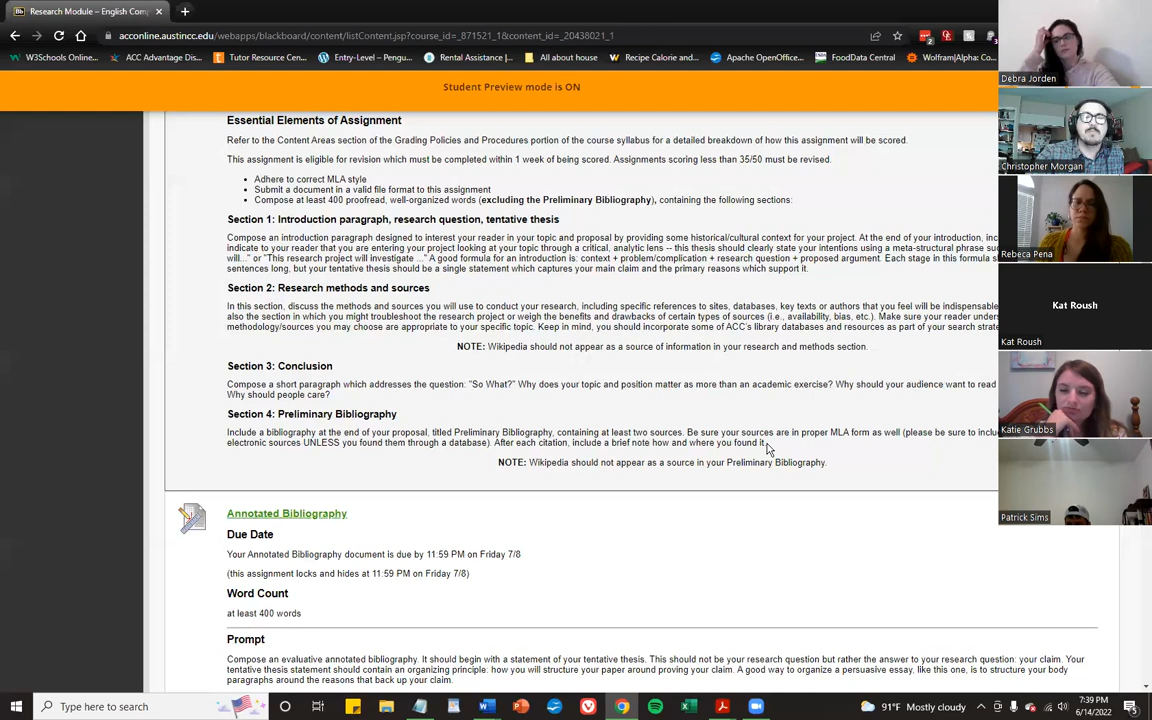 Research Module – English Com
acconline.austincc.edu/webapps/blackboard/content/listContent.jsp?course_id=_871521_1&content_id=_20438021_1
W3Schools Online... ACC Advantage Dis... Tutor Resource Cent... Entry-Level – Pengu... Rental Assistance |... All about house Recipe Calorie and... Apache OpenOffice... FoodData Central Wolfram|Alpha: Co...
Student Preview mode is ON
Essential Elements of Assignment
Refer to the Content Areas section of the Grading Policies and Procedures portion of the course syllabus for a detailed breakdown of how this assignment will be scored.
This assignment is eligible for revision which must be completed within 1 week of being scored. Assignments scoring less than 35/50 must be revised.
Adhere to correct MLA style
Submit a document in a valid file format to this assignment
Compose at least 400 proofread, well-organized words (excluding the Preliminary Bibliography), containing the following sections:
Section 1: Introduction paragraph, research question, tentative thesis
Compose an introduction paragraph designed to interest your reader in your topic and proposal by providing some historical/cultural context for your project. At the end of your introduction, inc
indicate to your reader that you are entering your project looking at your topic through a critical, analytic lens -- this thesis should clearly state your intentions using a meta-structural phrase su
will..." or "This research project will investigate ..." A good formula for an introduction is: context + problem/complication + research question + proposed argument. Each stage in this formula s
sentences long, but your tentative thesis should be a single statement which captures your main claim and the primary reasons which support it.
Section 2: Research methods and sources
In this section, discuss the methods and sources you will use to conduct your research, including specific references to sites, databases, key texts or authors that you feel will be indispensable
also the section in which you might troubleshoot the research project or weigh the benefits and drawbacks of certain types of sources (i.e., availability, bias, etc.). Make sure your reader unders
methodology/sources you may choose are appropriate to your specific topic. Keep in mind, you should incorporate some of ACC's library databases and resources as part of your search strate
NOTE: Wikipedia should not appear as a source of information in your research and methods section.
Section 3: Conclusion
Compose a short paragraph which addresses the question: "So What?" Why does your topic and position matter as more than an academic exercise? Why should your audience want to read
Why should people care?
Section 4: Preliminary Bibliography
Include a bibliography at the end of your proposal, titled Preliminary Bibliography, containing at least two sources. Be sure your sources are in proper MLA form as well (please be sure to inclu
electronic sources UNLESS you found them through a database). After each citation, include a brief note how and where you found it.
NOTE: Wikipedia should not appear as a source in your Preliminary Bibliography.
Annotated Bibliography
Due Date
Your Annotated Bibliography document is due by 11:59 PM on Friday 7/8
(this assignment locks and hides at 11:59 PM on Friday 7/8)
Word Count
at least 400 words
Prompt
Compose an evaluative annotated bibliography. It should begin with a statement of your tentative thesis. This should not be your research question but rather the answer to your research question: your claim. Your
tentative thesis statement should contain an organizing principle: how you will structure your paper around proving your claim. A good way to organize a persuasive essay, like this one, is to structure your body
paragraphs around the reasons that back up your claim.
Debra Jorden
Christopher Morgan
Rebeca Pena
Kat Roush
Kat Roush
Katie Grubbs
Patrick Sims
Type here to search
91°F Mostly cloudy
7:39 PM
6/14/2022